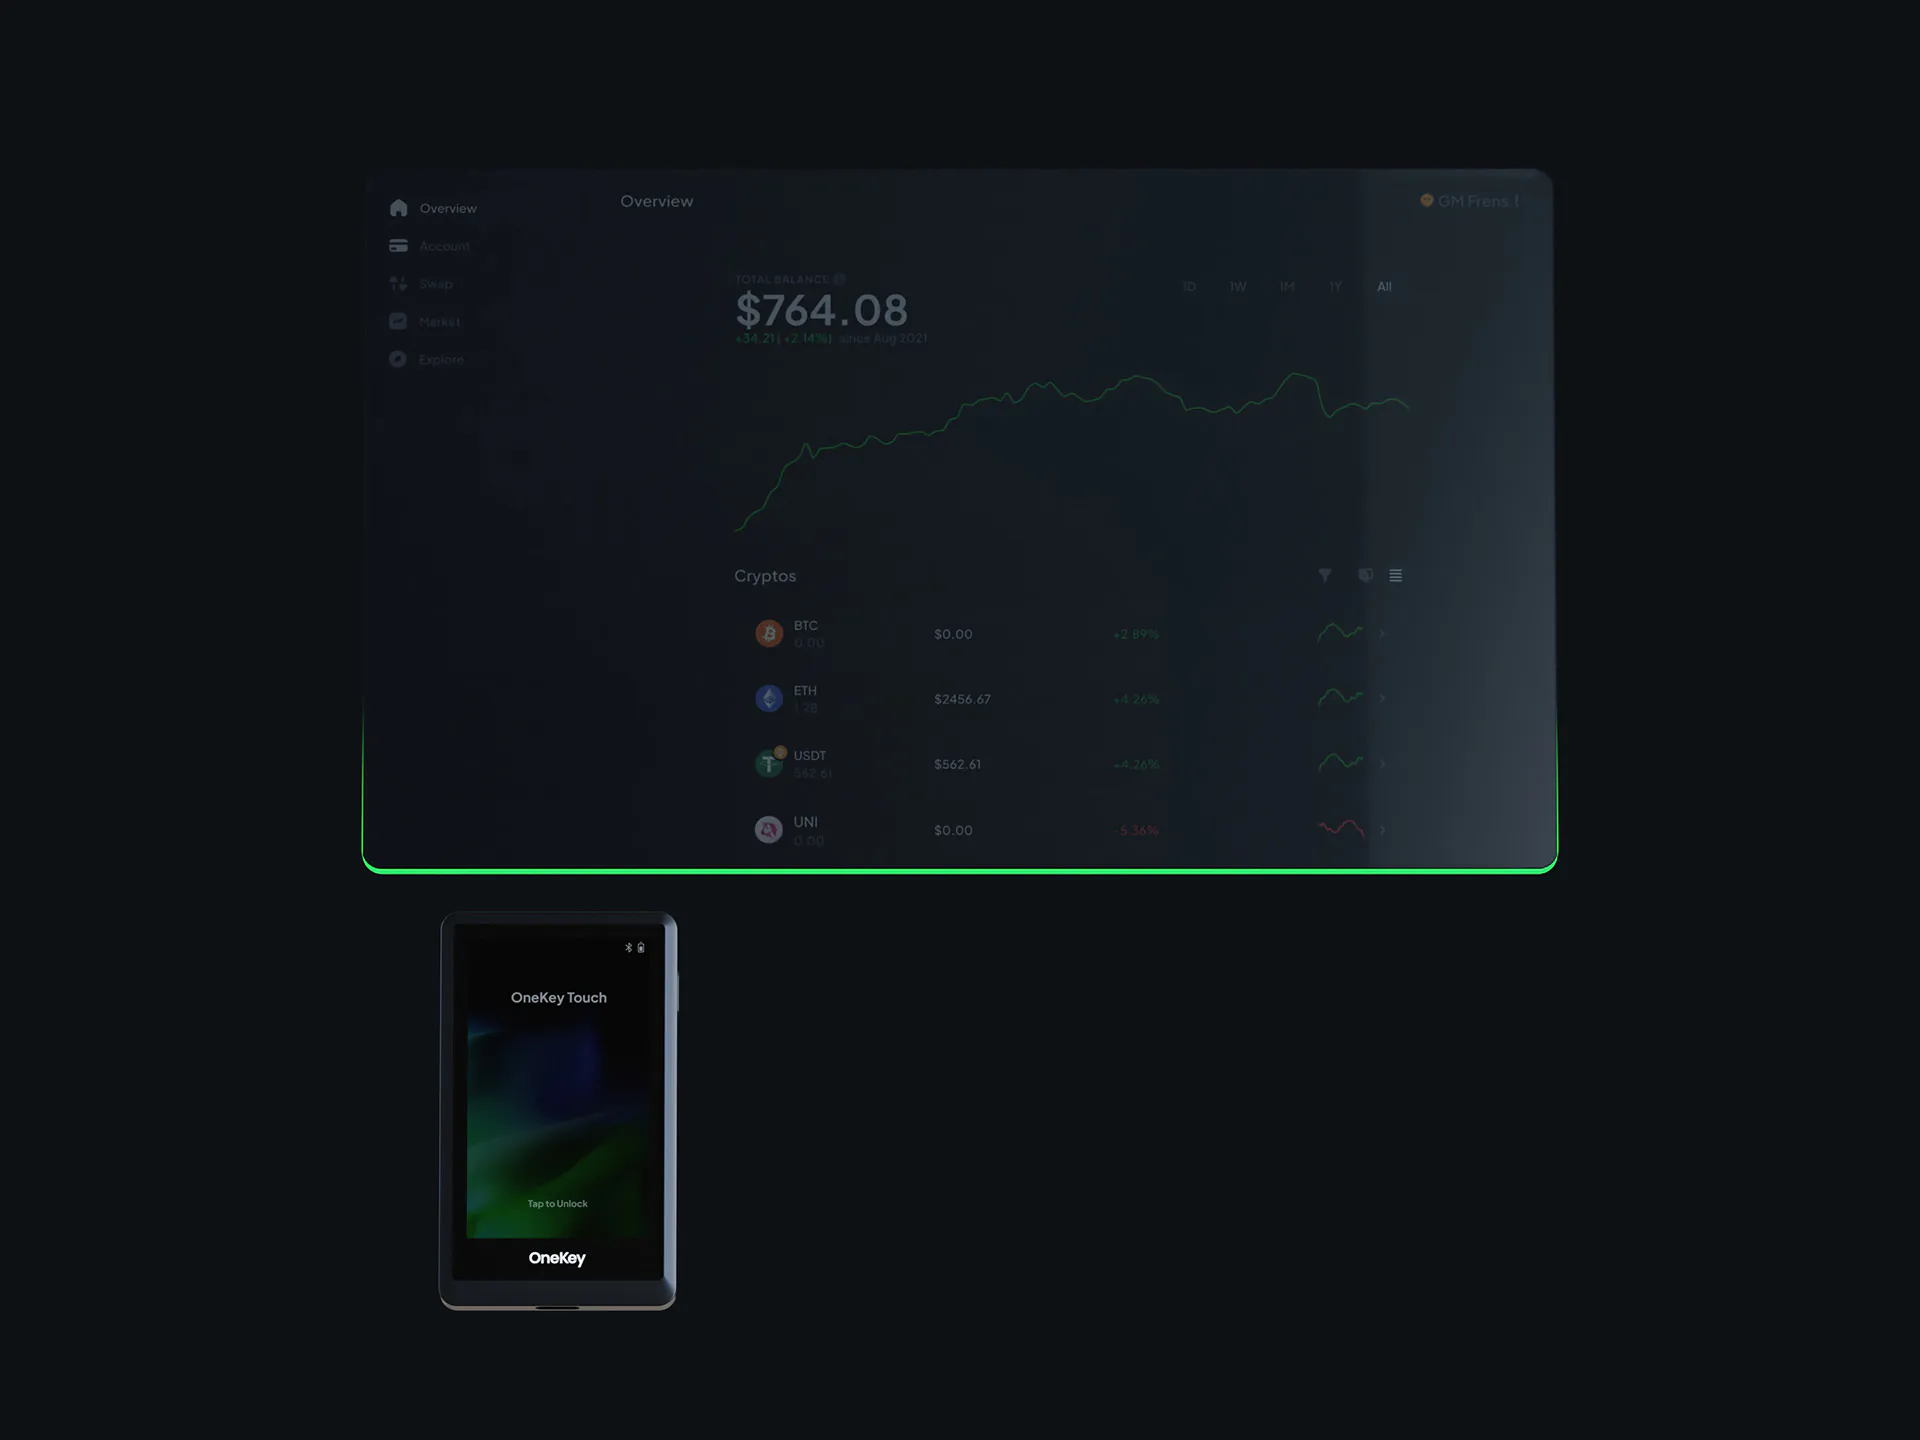 Overview
Account
Swap
Market
Explore
Overview
GM Frens !
TOTAL BALANCE
$764.08
+34.21 ( +2.14%) since Aug 2021
1D 1W 1M 1Y All
Cryptos
BTC
0.00
$0.00
+2.89%
ETH
1.28
$2456.67
+4.26%
USDT
562.61
$562.61
+4.26%
UNI
0.00
$0.00
-5.36%
OneKey Touch
Tap to Unlock
OneKey